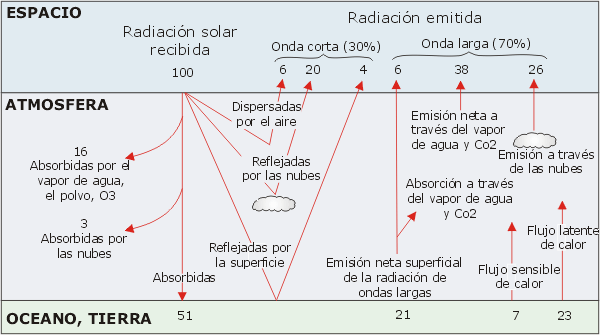 ESPACIO
Radiación solar
recibida
100
Radiación emitida
Onda corta (30%)
6 20 4
Onda larga (70%)
6 38 26
ATMOSFERA
Dispersadas
por el aire
Emisión neta a
través del vapor
de agua y Co2
16
Absorbidas por el
vapor de agua,
el polvo, O3
Reflejadas
por las nubes
Emisión a través
de las nubes
Absorción a través
del vapor de agua
y Co2
3
Absorbidas por
las nubes
Reflejadas por
la superficie
Flujo latente
de calor
Absorbidas
Emisión neta superficial
de la radiación de
ondas largas
Flujo sensible
de calor
OCEANO, TIERRA
51 21 7 23